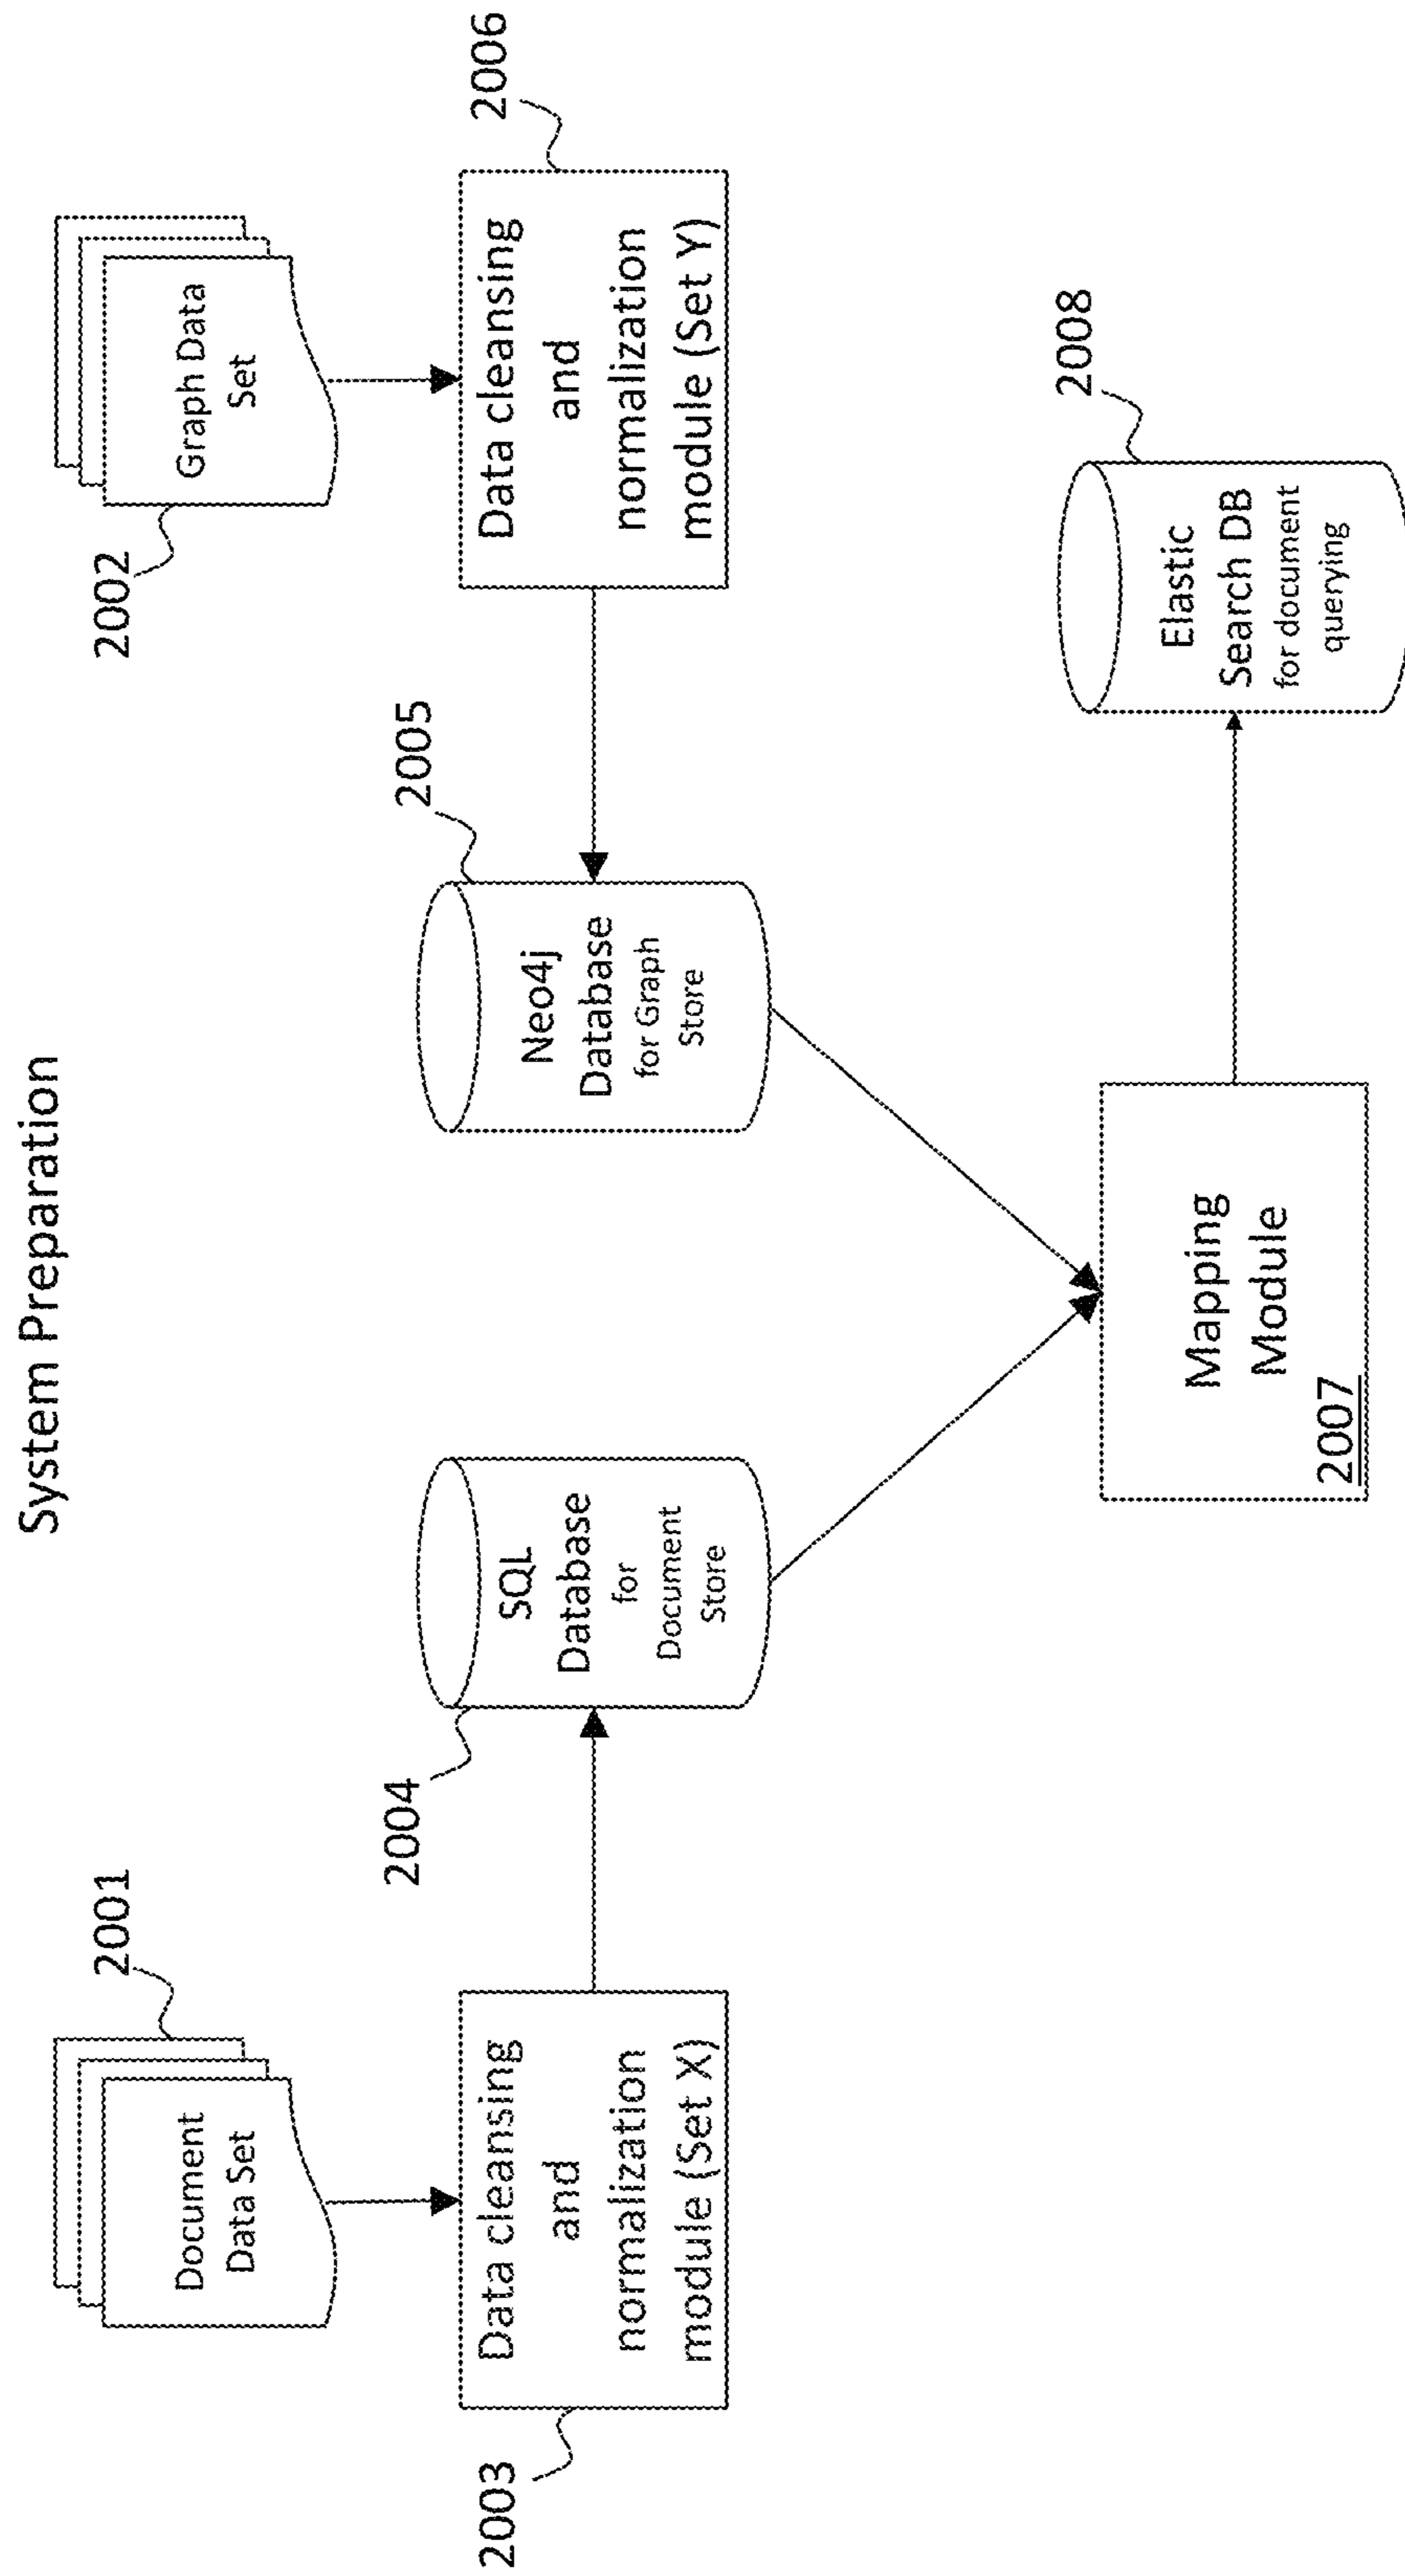 System Preparation
2001
Document
Data Set
2002
Graph Data
Set
2003
Data cleansing
and
normalization
module (Set X)
2004
SQL
Database
for
Document
Store
2005
Neo4j
Database
for Graph
Store
2006
Data cleansing
and
normalization
module (Set Y)
Mapping
Module
2007
2008
Elastic
Search DB
for document
querying